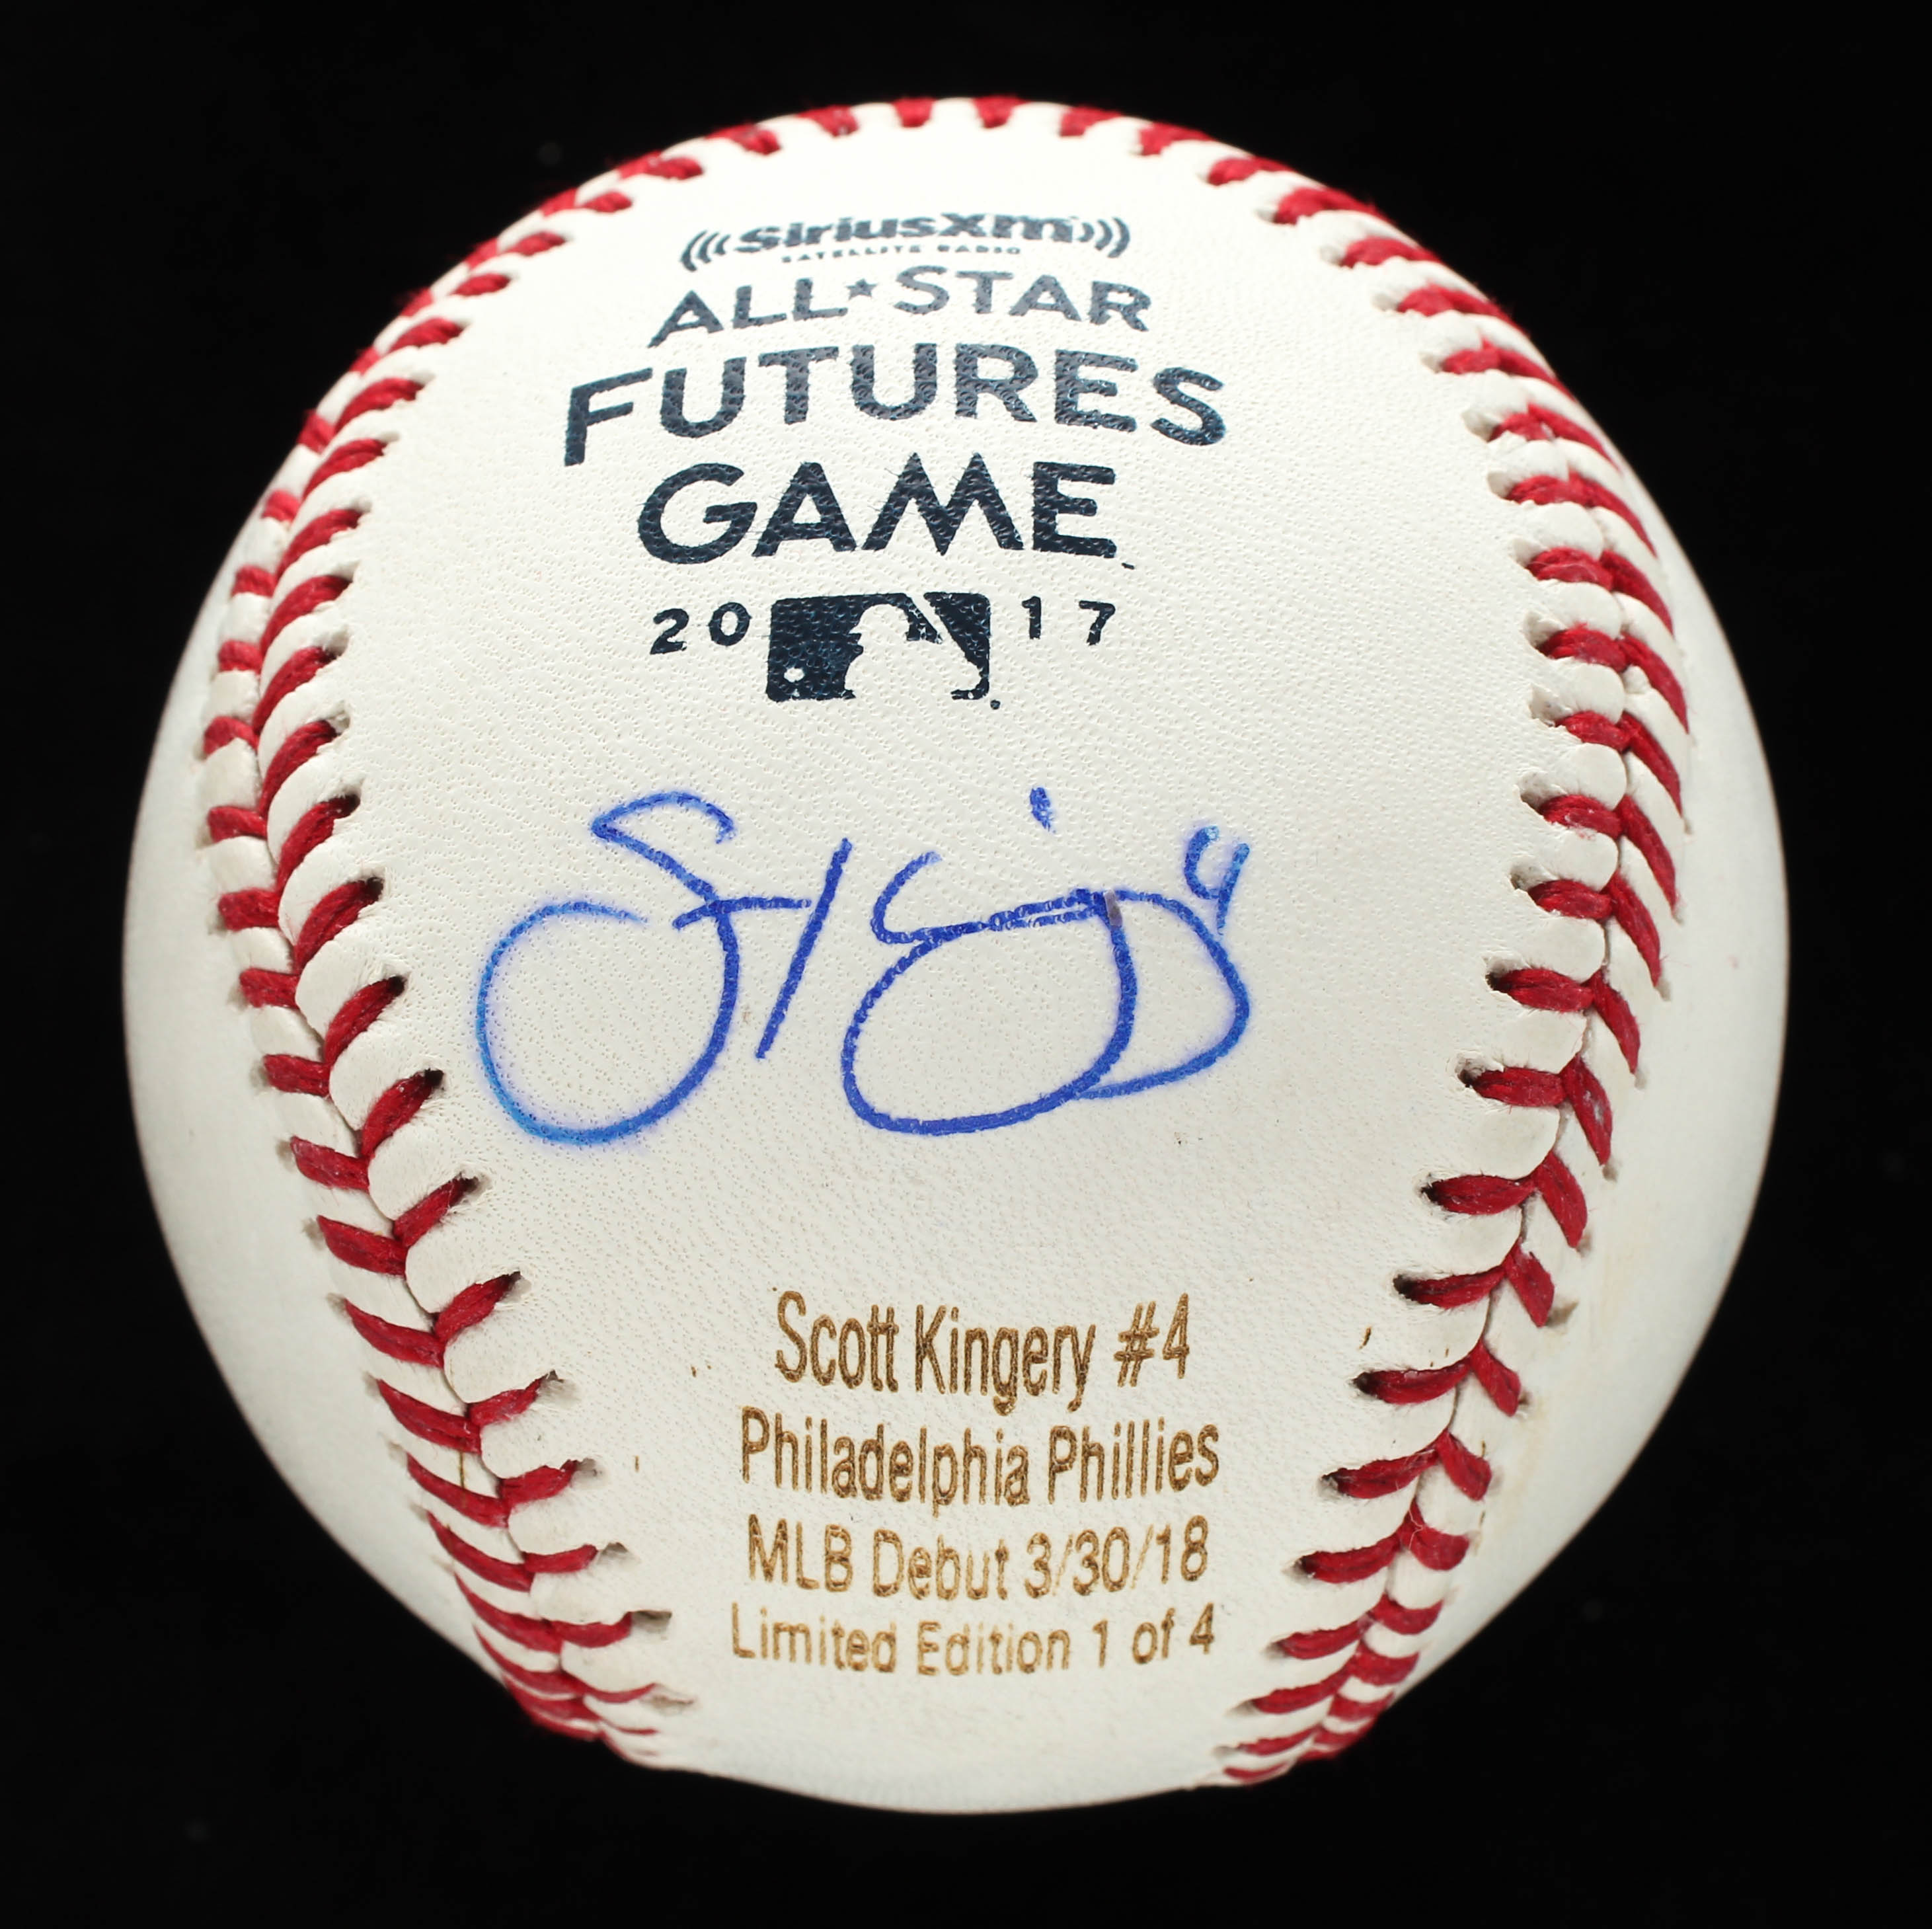 SiriusXm
SATELLITE RADIO
ALL★STAR
FUTURES
GAME
2017
Scott Kingery #4
Philadelphia Phillies
MLB Debut 3/30/18
Limited Edition 1 of 4